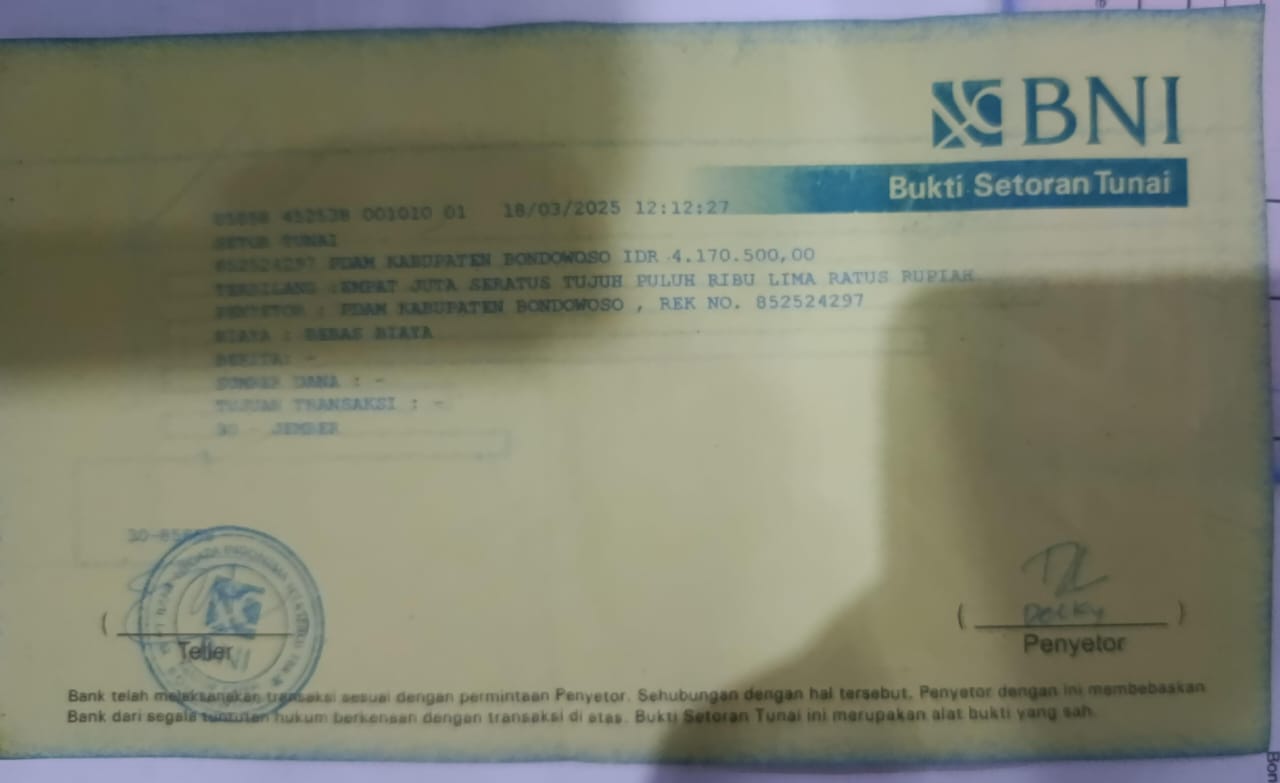 BNI
Bukti Setoran Tunai
85858 452538 001010 01 18/03/2025 12:12:27
SETOR TUNAI
852524297 PDAM KABUPATEN BONDOWOSO IDR 4.170.500,00
TERBILANG :EMPAT JUTA SERATUS TUJUH PULUH RIBU LIMA RATUS RUPIAH
PENYETOR : PDAM KABUPATEN BONDOWOSO , REK NO. 852524297
BIAYA : BEBAS BIAYA
BERITA: -
SUMBER DANA : -
TUJUAN TRANSAKSI : -
30 - JEMBER
30-85858
( Teller
( )
Penyetor
Bank telah melaksanakan transaksi sesuai dengan permintaan Penyetor. Sehubungan dengan hal tersebut, Penyetor dengan ini membebaskan
Bank dari segala tuntutan hukum berkenaan dengan transaksi di atas. Bukti Setoran Tunai ini merupakan alat bukti yang sah.